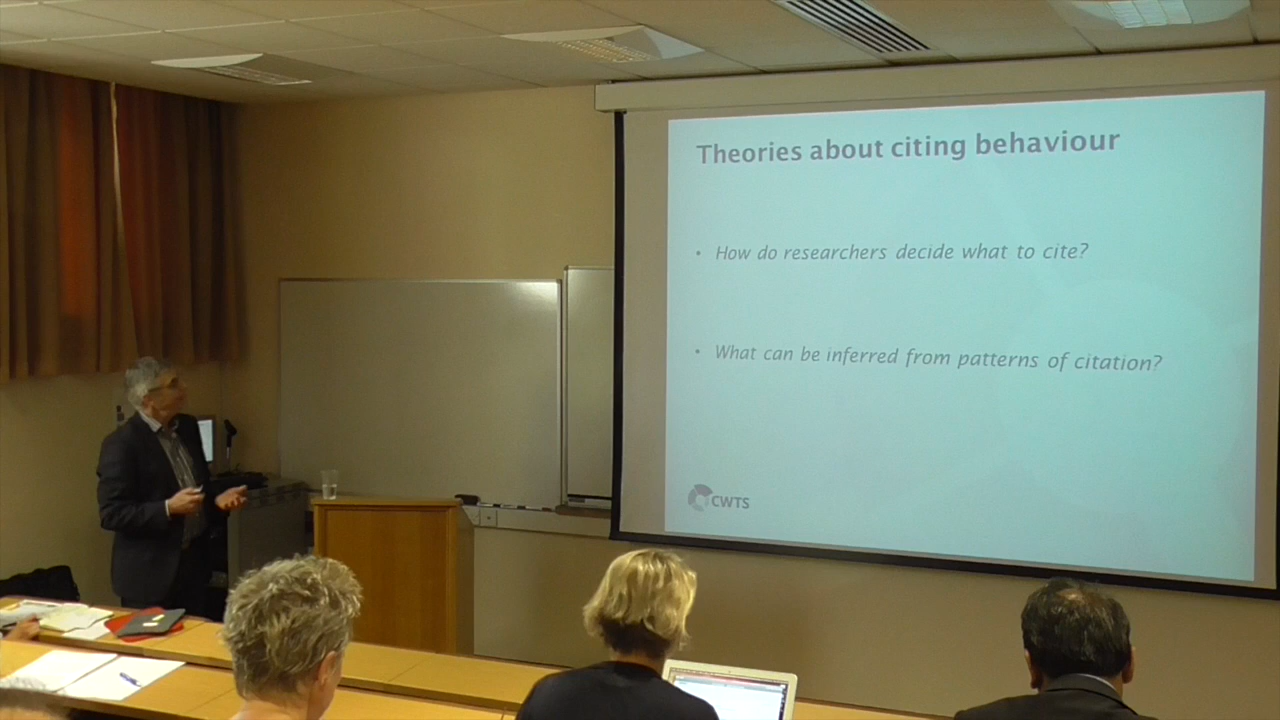 Theories about citing behaviour
• How do researchers decide what to cite?
• What can be inferred from patterns of citation?
CWTS